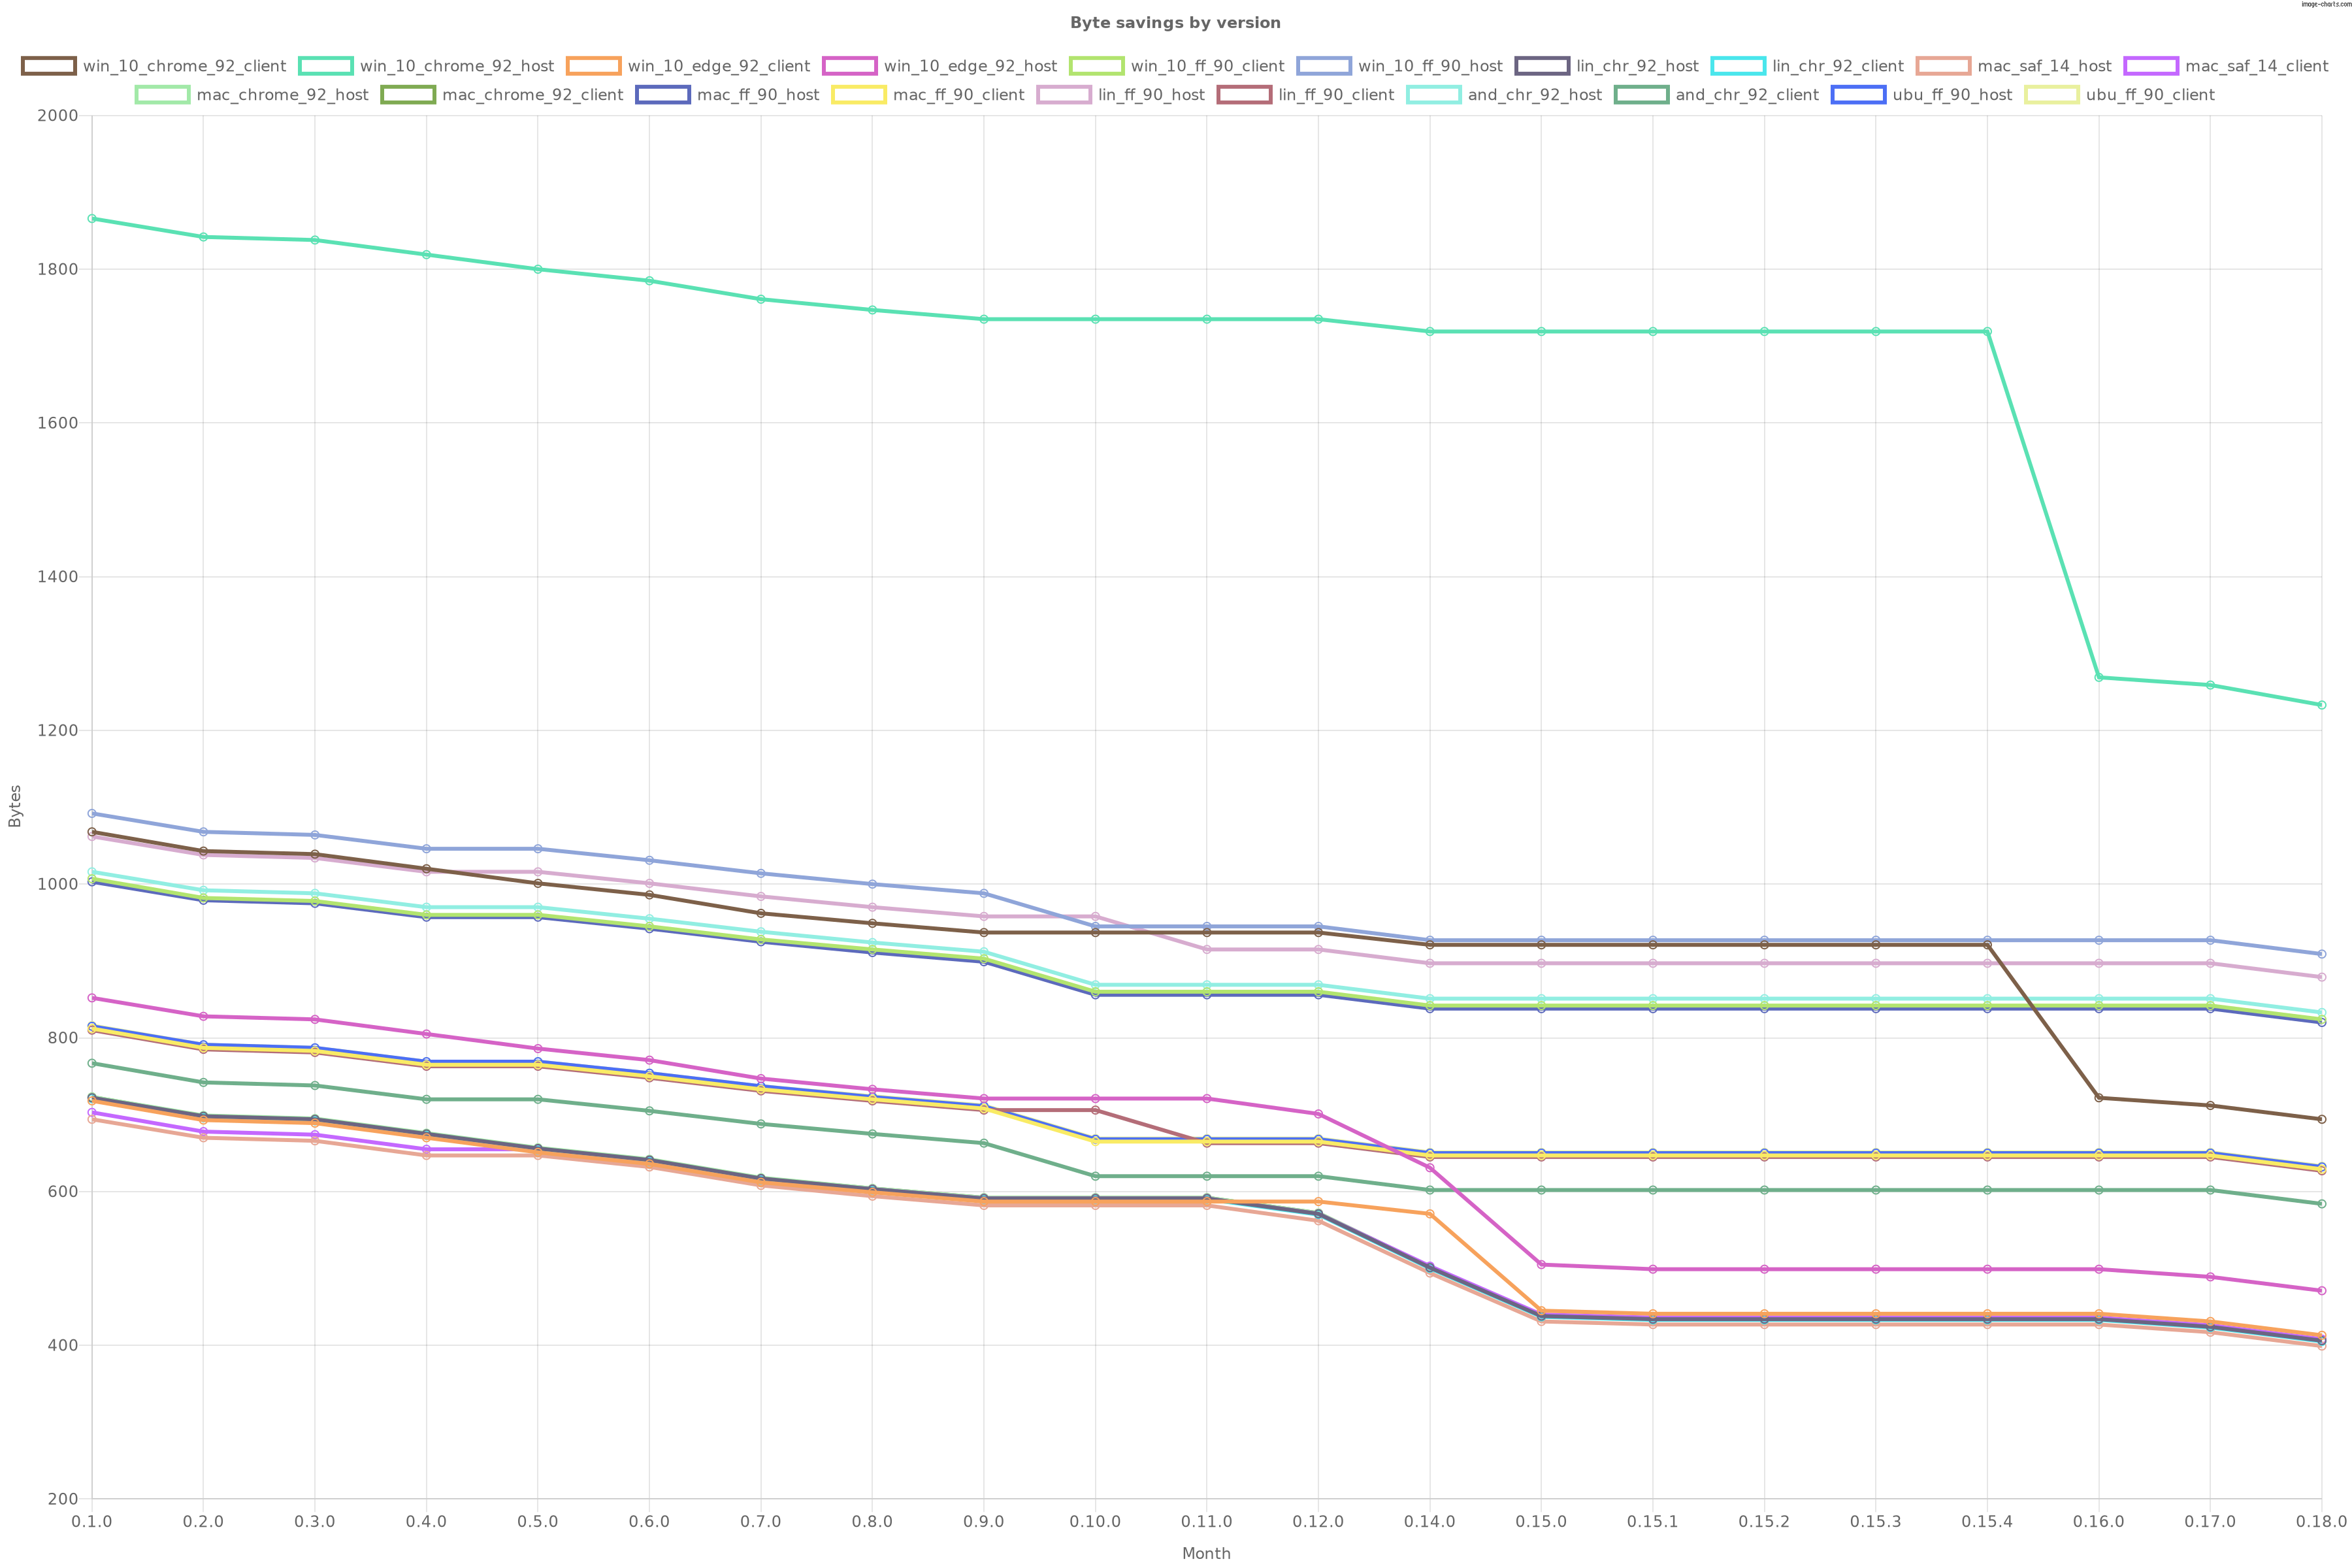 image-charts.com
Byte savings by version
win_10_chrome_92_client win_10_chrome_92_host win_10_edge_92_client win_10_edge_92_host win_10_ff_90_client win_10_ff_90_host lin_chr_92_host lin_chr_92_client mac_saf_14_host mac_saf_14_client
mac_chrome_92_host mac_chrome_92_client mac_ff_90_host mac_ff_90_client lin_ff_90_host lin_ff_90_client and_chr_92_host and_chr_92_client ubu_ff_90_host ubu_ff_90_client
2000
1800
1600
1400
1200
1000
800
600
400
200
Bytes
0.1.0 0.2.0 0.3.0 0.4.0 0.5.0 0.6.0 0.7.0 0.8.0 0.9.0 0.10.0 0.11.0 0.12.0 0.14.0 0.15.0 0.15.1 0.15.2 0.15.3 0.15.4 0.16.0 0.17.0 0.18.0
Month